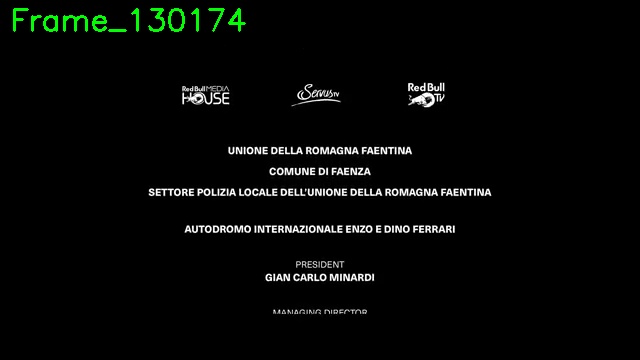 Frame_130174
Red Bull MEDIA HOUSE
ServusTV
Red Bull TV
UNIONE DELLA ROMAGNA FAENTINA
COMUNE DI FAENZA
SETTORE POLIZIA LOCALE DELL'UNIONE DELLA ROMAGNA FAENTINA
AUTODROMO INTERNAZIONALE ENZO E DINO FERRARI
PRESIDENT
GIAN CARLO MINARDI
MANAGING DIRECTOR